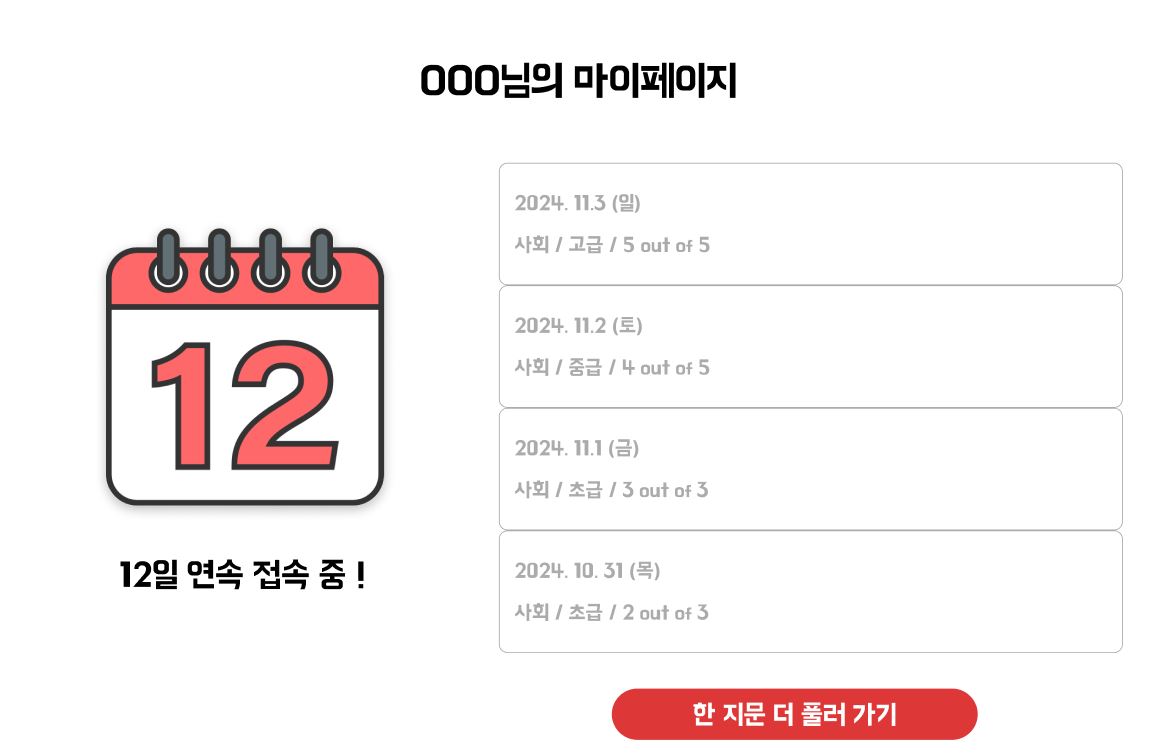 OOO님의 마이페이지
12
12일 연속 접속 중 !
2024. 11.3 (일)
사회 / 고급 / 5 out of 5
2024. 11.2 (토)
사회 / 중급 / 4 out of 5
2024. 11.1 (금)
사회 / 초급 / 3 out of 3
2024. 10. 31 (목)
사회 / 초급 / 2 out of 3
한 지문 더 풀러 가기